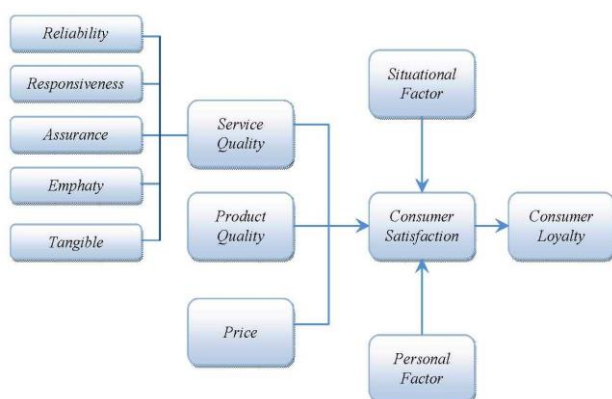 Reliability
Responsiveness
Assurance
Emphaty
Tangible
Service
Quality
Product
Quality
Price
Situational
Factor
Consumer
Satisfaction
Personal
Factor
Consumer
Loyalty